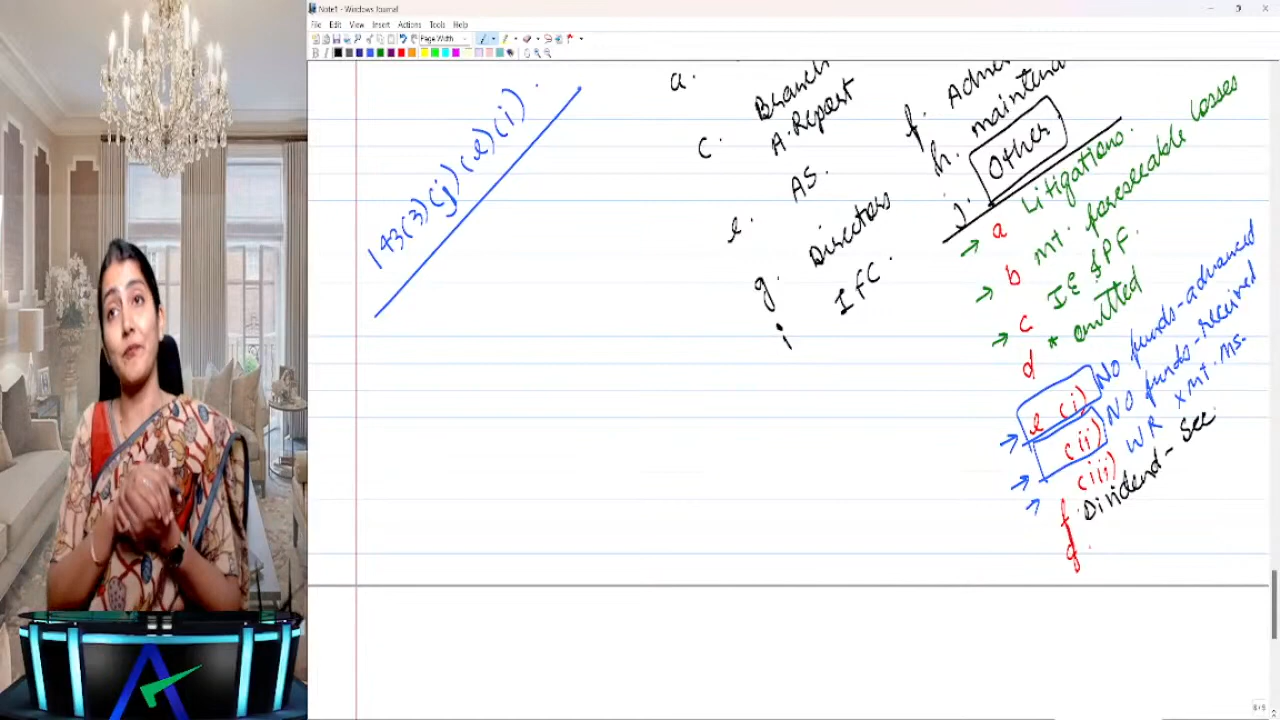 Note1 - Windows Journal
File Edit View Insert Actions Tools Help
Page Width
143(3)(j)(e)(i).
a.
c. Branch
A. Report
e. AS.
g. Directors
i IFC.
f.
h. maintena
j. Other
a Litigations.
b Mt. foreseeable losses
c IE & PF.
d * omitted
e (i) NO funds-advanced
(ii) NO funds-received
(iii) WR x Mt. Ms.
f Dividend - Sec
g